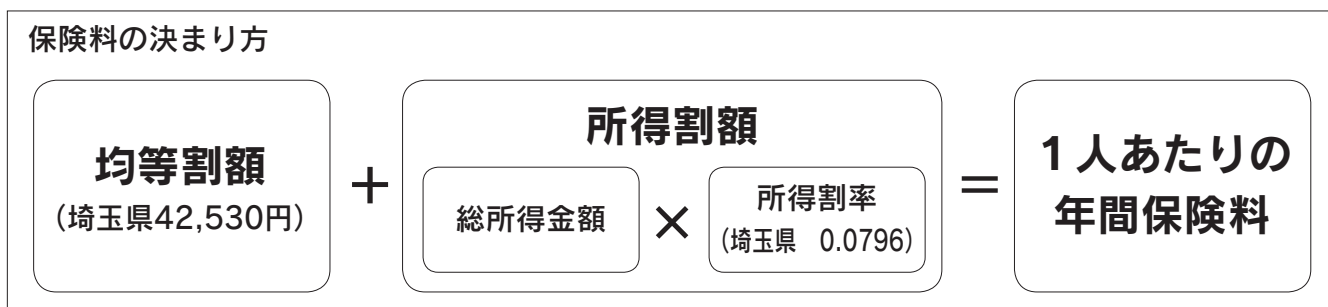 保険料の決まり方
均等割額
（埼玉県42,530円）
＋
所得割額
総所得金額
×
所得割率
（埼玉県　0.0796）
＝
１人あたりの
年間保険料